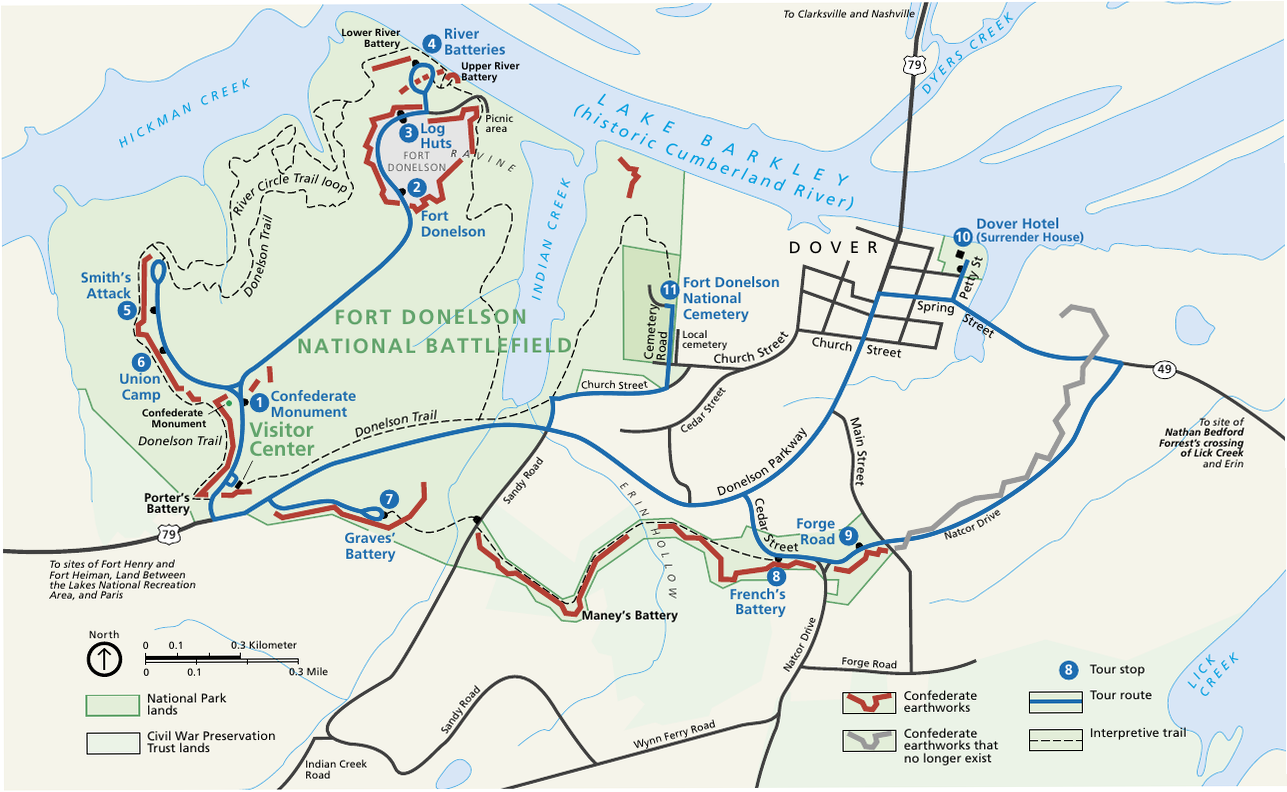 To Clarksville and Nashville
79
DYERS CREEK
Lower River
Battery
4
River
Batteries
Upper River
Battery
HICKMAN CREEK
LAKE BARKLEY
(historic Cumberland River)
Picnic
area
3
Log
Huts
FORT
DONELSON
RAVINE
2
Fort
Donelson
River Circle Trail loop
Donelson Trail
INDIAN CREEK
DOVER
10
Dover Hotel
(Surrender House)
Petty St
Smith's
Attack
5
11
Fort Donelson
National
Cemetery
Cemetery
Road
Local
cemetery
Spring
Street
Church Street
Church Street
FORT DONELSON
NATIONAL BATTLEFIELD
6
Union
Camp
1
Confederate
Monument
Confederate
Monument
Visitor
Center
Donelson Trail
Donelson Trail
Church Street
Cedar Street
49
To site of
Nathan Bedford
Forrest's crossing
of Lick Creek
and Erin
Main Street
Donelson Parkway
Sandy Road
ERIN HOLLOW
Porter's
Battery
79
7
Graves'
Battery
Cedar
Street
Forge
Road
9
Natcor Drive
To sites of Fort Henry and
Fort Heiman, Land Between
the Lakes National Recreation
Area, and Paris
8
French's
Battery
Maney's Battery
Natcor Drive
Forge Road
LICK
CREEK
Sandy Road
Wynn Ferry Road
Indian Creek
Road
North
0
0.1
0.3 Kilometer
0
0.1
0.3 Mile
National Park
lands
Civil War Preservation
Trust lands
Confederate
earthworks
Confederate
earthworks that
no longer exist
8
Tour stop
Tour route
Interpretive trail